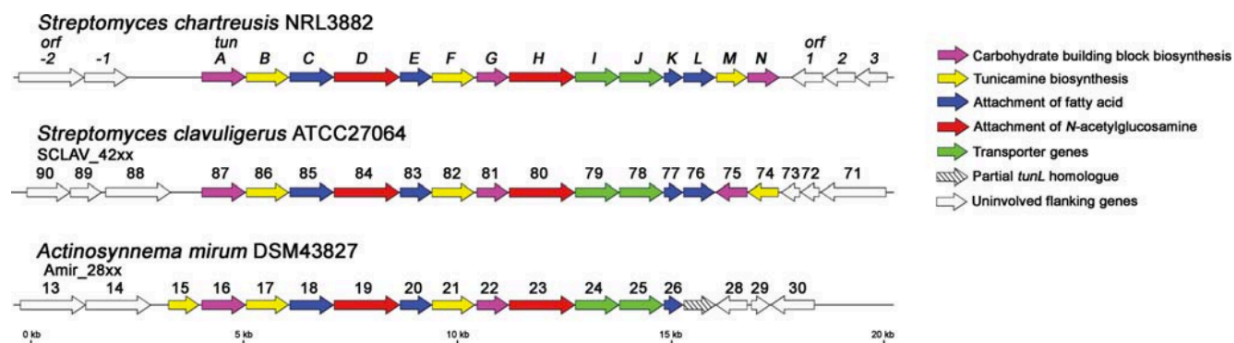 Streptomyces chartreusis NRL3882
orf tun orf
-2 -1 A B C D E F G H I J K L M N 1 2 3
Streptomyces clavuligerus ATCC27064
SCLAV_42xx
90 89 88 87 86 85 84 83 82 81 80 79 78 77 76 75 74 73 72 71
Actinosynnema mirum DSM43827
Amir_28xx
13 14 15 16 17 18 19 20 21 22 23 24 25 26 28 29 30
0 kb 5 kb 10 kb 15 kb 20 kb
Carbohydrate building block biosynthesis
Tunicamine biosynthesis
Attachment of fatty acid
Attachment of N-acetylglucosamine
Transporter genes
Partial tunL homologue
Uninvolved flanking genes